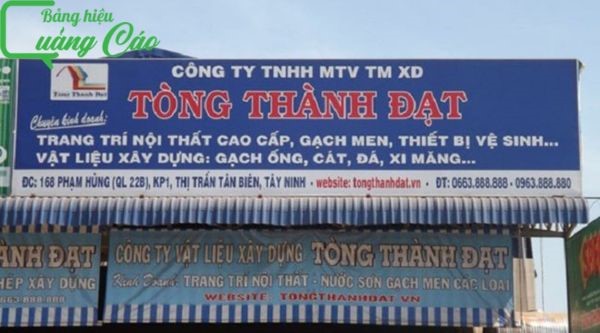 Bảng hiệu
Quảng Cáo
CÔNG TY TNHH MTV TM XD
Tòng Thành Đạt
TÒNG THÀNH ĐẠT
Chuyên kinh doanh:
TRANG TRÍ NỘI THẤT CAO CẤP, GẠCH MEN, THIẾT BỊ VỆ SINH...
VẬT LIỆU XÂY DỰNG: GẠCH ỐNG, CÁT, ĐÁ, XI MĂNG...
ĐC: 168 PHẠM HÙNG (QL 22B), KP1, THỊ TRẤN TÂN BIÊN, TÂY NINH - website: tongthanhdat.vn - ĐT: 0663.888.888 - 0963.888.880
HÀNH ĐẠT
HÉP XÂY DỰNG
0663.888.888
CÔNG TY VẬT LIỆU XÂY DỰNG TÒNG THÀNH ĐẠT
Kinh Doanh: TRANG TRÍ NỘI THẤT - NƯỚC SƠN GẠCH MEN CÁC LOẠI
WEBSITE: TONGTHANHDAT.VN